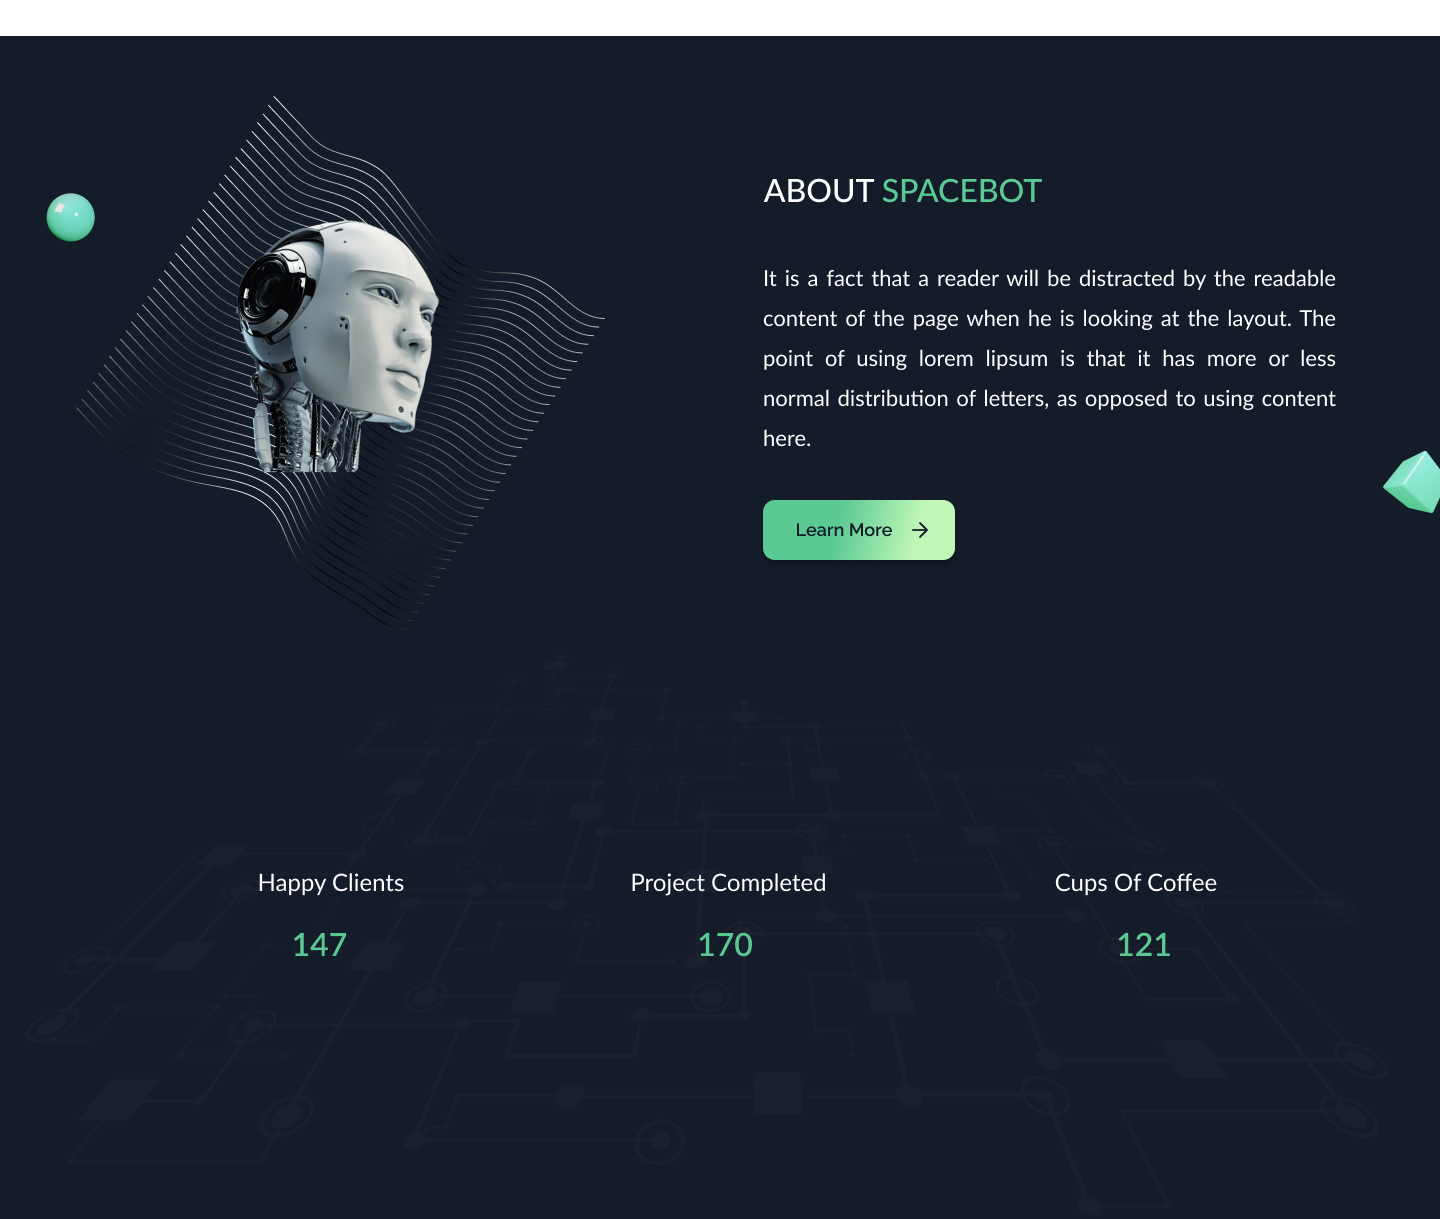 ABOUT SPACEBOT
It is a fact that a reader will be distracted by the readable
content of the page when he is looking at the layout. The
point of using lorem lipsum is that it has more or less
normal distribution of letters, as opposed to using content
here.
Learn More
Happy Clients
147
Project Completed
170
Cups Of Coffee
121